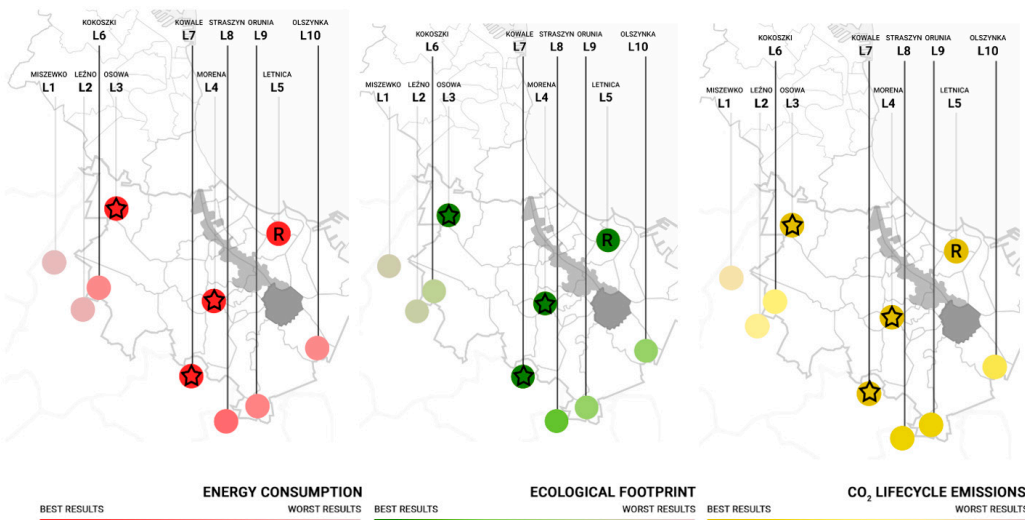 KOKOSZKI KOWALE STRASZYN ORUNIA OLSZYNKA
L6 L7 L8 L9 L10
MISZEWKO LEŹNO OSOWA MORENA LETNICA
L1 L2 L3 L4 L5
R
ENERGY CONSUMPTION
BEST RESULTS WORST RESULTS
KOKOSZKI KOWALE STRASZYN ORUNIA OLSZYNKA
L6 L7 L8 L9 L10
MISZEWKO LEŹNO OSOWA MORENA LETNICA
L1 L2 L3 L4 L5
R
ECOLOGICAL FOOTPRINT
BEST RESULTS WORST RESULTS
KOKOSZKI KOWALE STRASZYN ORUNIA OLSZYNKA
L6 L7 L8 L9 L10
MISZEWKO LEŹNO OSOWA MORENA LETNICA
L1 L2 L3 L4 L5
R
CO₂ LIFECYCLE EMISSIONS
BEST RESULTS WORST RESULTS